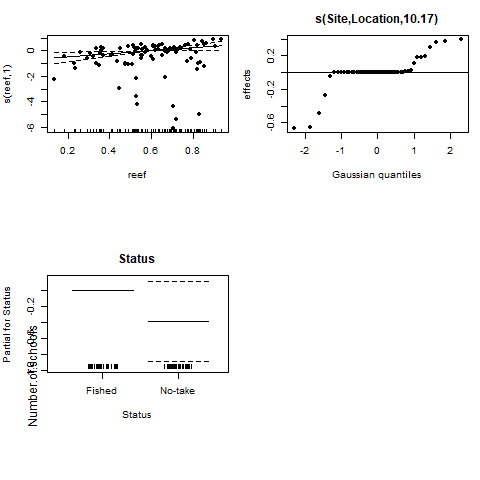 s(Site,Location,10.17)
s(reef,1)
0
-2
-4
-6
0.2 0.4 0.6 0.8
reef
effects
0.2
-0.2
-0.6
-2 -1 0 1 2
Gaussian quantiles
Status
Partial for Status
Number.of.schools
-0.2
Fished No-take
Status